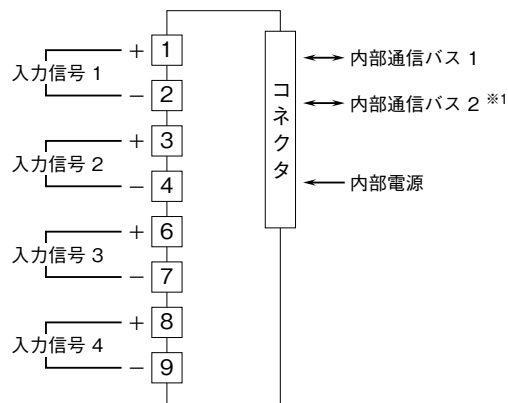 入力信号 1
+ 1
− 2
入力信号 2
+ 3
− 4
入力信号 3
+ 6
− 7
入力信号 4
+ 8
− 9
コネクタ
内部通信バス 1
内部通信バス 2 ※1
内部電源